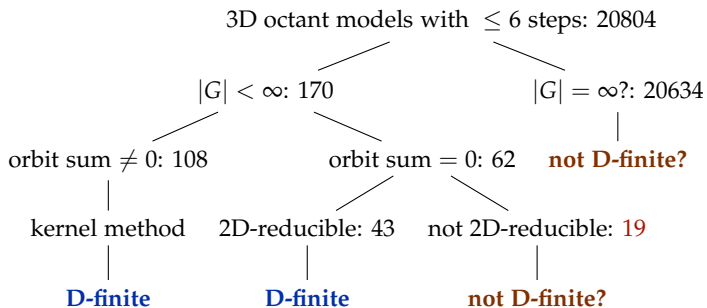 3D octant models with ≤ 6 steps: 20804
|G| < ∞: 170 |G| = ∞?: 20634
orbit sum ≠ 0: 108 orbit sum = 0: 62 not D-finite?
kernel method 2D-reducible: 43 not 2D-reducible: 19
D-finite D-finite not D-finite?